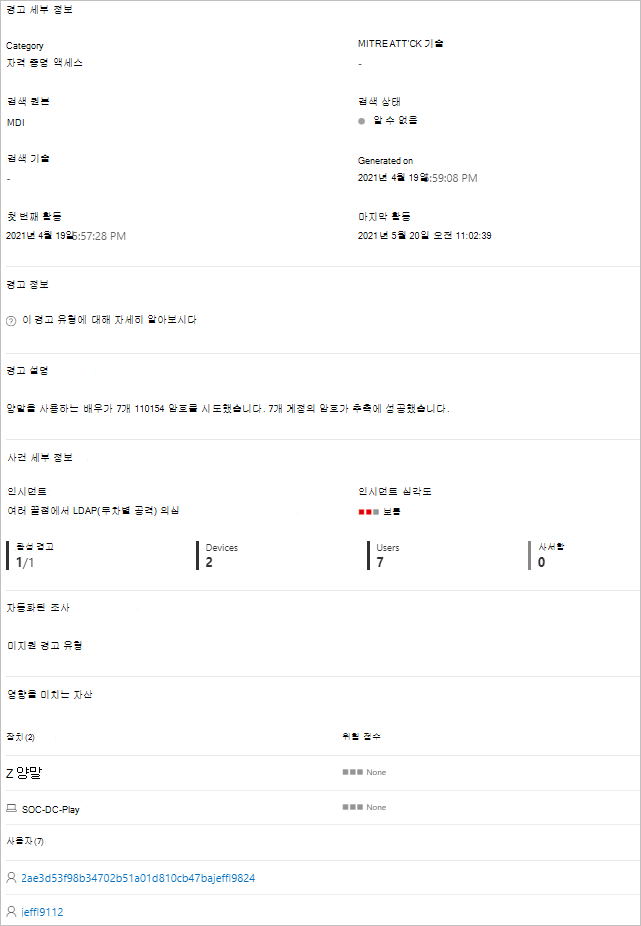 경고 세부 정보
Category
MITREATT'CK 기술
자격 증명 액세스
-
검색 원본
검색 상태
MDI
알 수 없음
검색 기술
Generated on
-
2021년 4월 19일 5:59:08 PM
첫 번째 활동
마지막 활동
2021년 4월 19일 5:57:28 PM
2021년 5월 20일 오전 11:02:39
경고 정보
이 경고 유형에 대해 자세히 알아보시다
경고 설명
양말을 사용하는 배우가 7개 110154 암호를 시도했습니다. 7개 계정의 암호가 추측에 성공했습니다.
사건 세부 정보
인시던트
인시던트 심각도
여러 끝점에서 LDAP(무차별 공격) 의심
보통
활성 경고
Devices
Users
사서함
1/1
2
7
0
자동화된 조사
미지원 경고 유형
영향을 미치는 자산
장치(2)
위험 점수
Z 양말
None
SOC-DC-Play
None
사용자(7)
2ae3d53f98b34702b51a01d810cb47bajeffl9824
jeffl9112